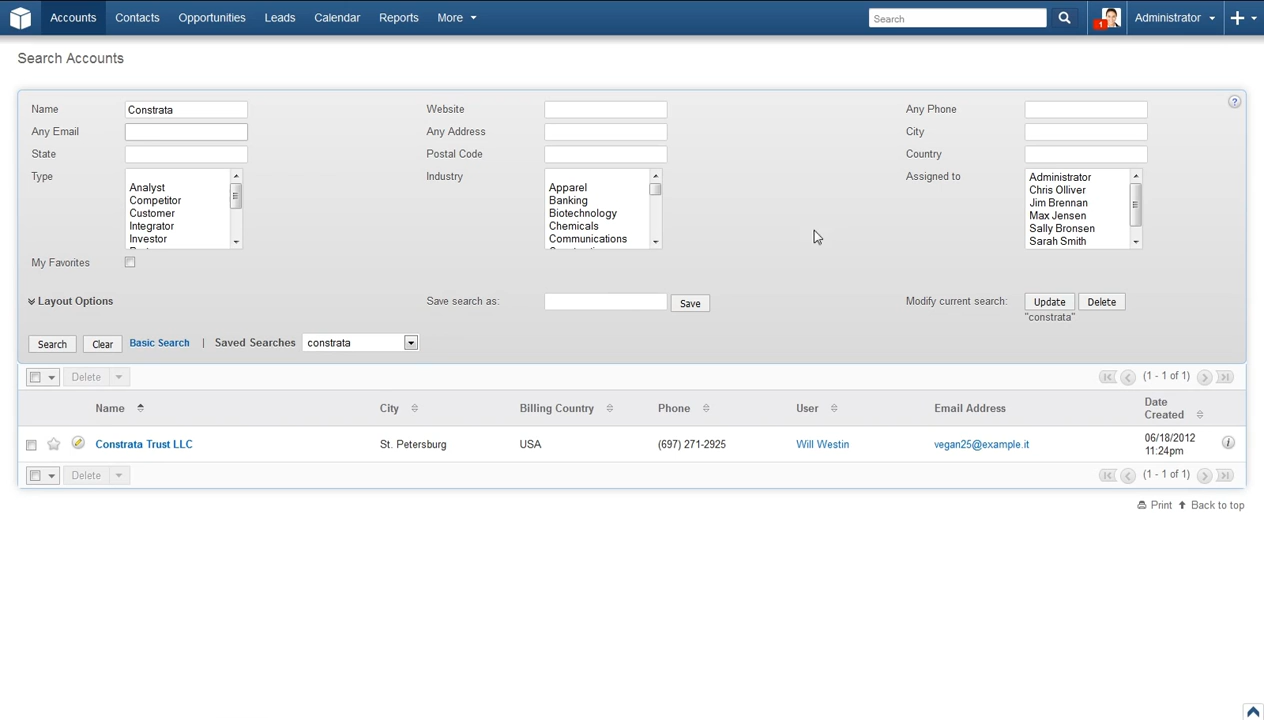 Accounts Contacts Opportunities Leads Calendar Reports More Search 1 Administrator
Search Accounts
Name Constrata Website Any Phone ?
Any Email Any Address City
State Postal Code Country
Type Industry Assigned to
Analyst
Competitor
Customer
Integrator
Investor
Apparel
Banking
Biotechnology
Chemicals
Communications
Administrator
Chris Olliver
Jim Brennan
Max Jensen
Sally Bronsen
Sarah Smith
My Favorites
Layout Options Save search as: Save Modify current search: Update Delete
"constrata"
Search Clear Basic Search | Saved Searches constrata
Delete (1 - 1 of 1)
Name City Billing Country Phone User Email Address Date Created
Constrata Trust LLC St. Petersburg USA (697) 271-2925 Will Westin vegan25@example.it 06/18/2012 11:24pm i
Delete (1 - 1 of 1)
Print Back to top